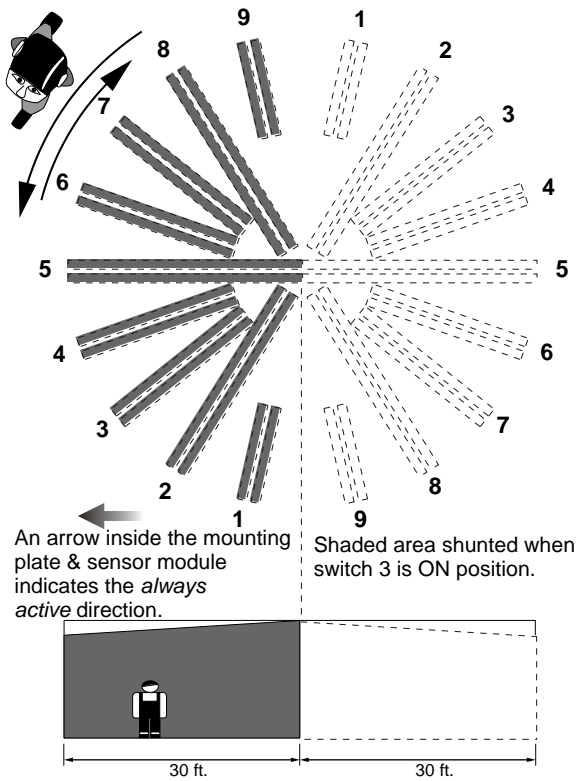 9
1
8
2
7
3
6
4
5
5
4
6
3
7
2
8
1
9
An arrow inside the mounting
plate & sensor module
indicates the always
active direction.
Shaded area shunted when
switch 3 is ON position.
30 ft.
30 ft.